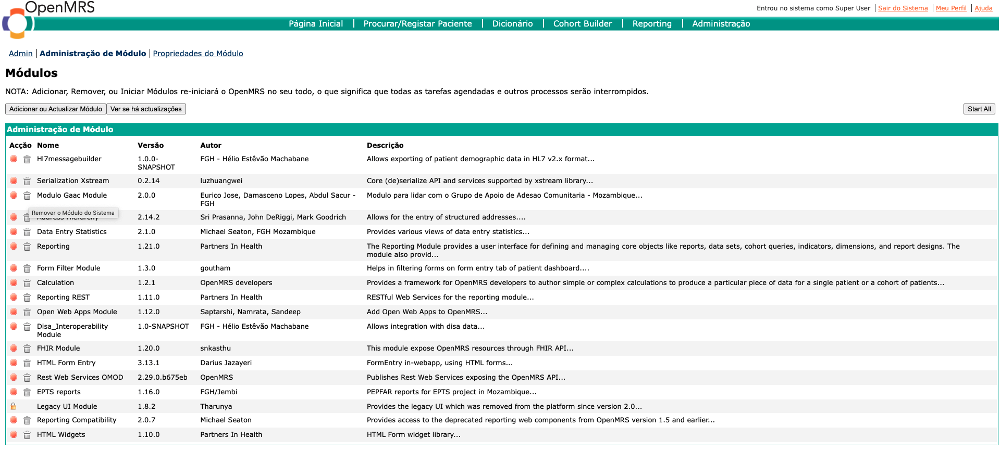 OpenMRS
Entrou no sistema como Super User | Sair do Sistema | Meu Perfil | Ajuda
Página Inicial | Procurar/Registar Paciente | Dicionário | Cohort Builder | Reporting | Administração
Admin | Administração de Módulo | Propriedades do Módulo
Módulos
NOTA: Adicionar, Remover, ou Iniciar Módulos re-iniciará o OpenMRS no seu todo, o que significa que todas as tarefas agendadas e outros processos serão interrompidos.
Adicionar ou Actualizar Módulo Ver se há actualizações Start All
Administração de Módulo
Acção Nome Versão Autor Descrição
Hl7messagebuilder 1.0.0- FGH - Hélio Estêvão Machabane Allows exporting of patient demographic data in HL7 v2.x format...
SNAPSHOT
Serialization Xstream 0.2.14 luzhuangwei Core (de)serialize API and services supported by xstream library...
Modulo Gaac Module 2.0.0 Eurico Jose, Damasceno Lopes, Abdul Sacur - Modulo para lidar com o Grupo de Apoio de Adesao Comunitaria - Mozambique...
FGH
Remover o Módulo do Sistema
Address Hierarchy 2.14.2 Sri Prasanna, John DeRiggi, Mark Goodrich Allows for the entry of structured addresses....
Data Entry Statistics 2.1.0 Michael Seaton, FGH Mozambique Provides various views of data entry statistics...
Reporting 1.21.0 Partners In Health The Reporting Module provides a user interface for defining and managing core objects like reports, data sets, cohort queries, indicators, dimensions, and report designs. The
module also provid...
Form Filter Module 1.3.0 goutham Helps in filtering forms on form entry tab of patient dashboard....
Calculation 1.2.1 OpenMRS developers Provides a framework for OpenMRS developers to author simple or complex calculations to produce a particular piece of data for a single patient or a cohort of patients...
Reporting REST 1.11.0 Partners In Health RESTful Web Services for the reporting module...
Open Web Apps Module 1.12.0 Saptarshi, Namrata, Sandeep Add Open Web Apps to OpenMRS...
Disa_Interoperability 1.0-SNAPSHOT FGH - Hélio Estêvão Machabane Allows integration with disa data...
Module
FHIR Module 1.20.0 snkasthu This module expose OpenMRS resources through FHIR API...
HTML Form Entry 3.13.1 Darius Jazayeri FormEntry in-webapp, using HTML forms...
Rest Web Services OMOD 2.29.0.b675eb OpenMRS Publishes Rest Web Services exposing the OpenMRS API...
EPTS reports 1.16.0 FGH/Jembi PEPFAR reports for EPTS project in Mozambique...
Legacy UI Module 1.8.2 Tharunya Provides the legacy UI which was removed from the platform since version 2.0...
Reporting Compatibility 2.0.7 Michael Seaton Provides access to the deprecated reporting web components from OpenMRS version 1.5 and earlier...
HTML Widgets 1.10.0 Partners In Health HTML Form widget library...